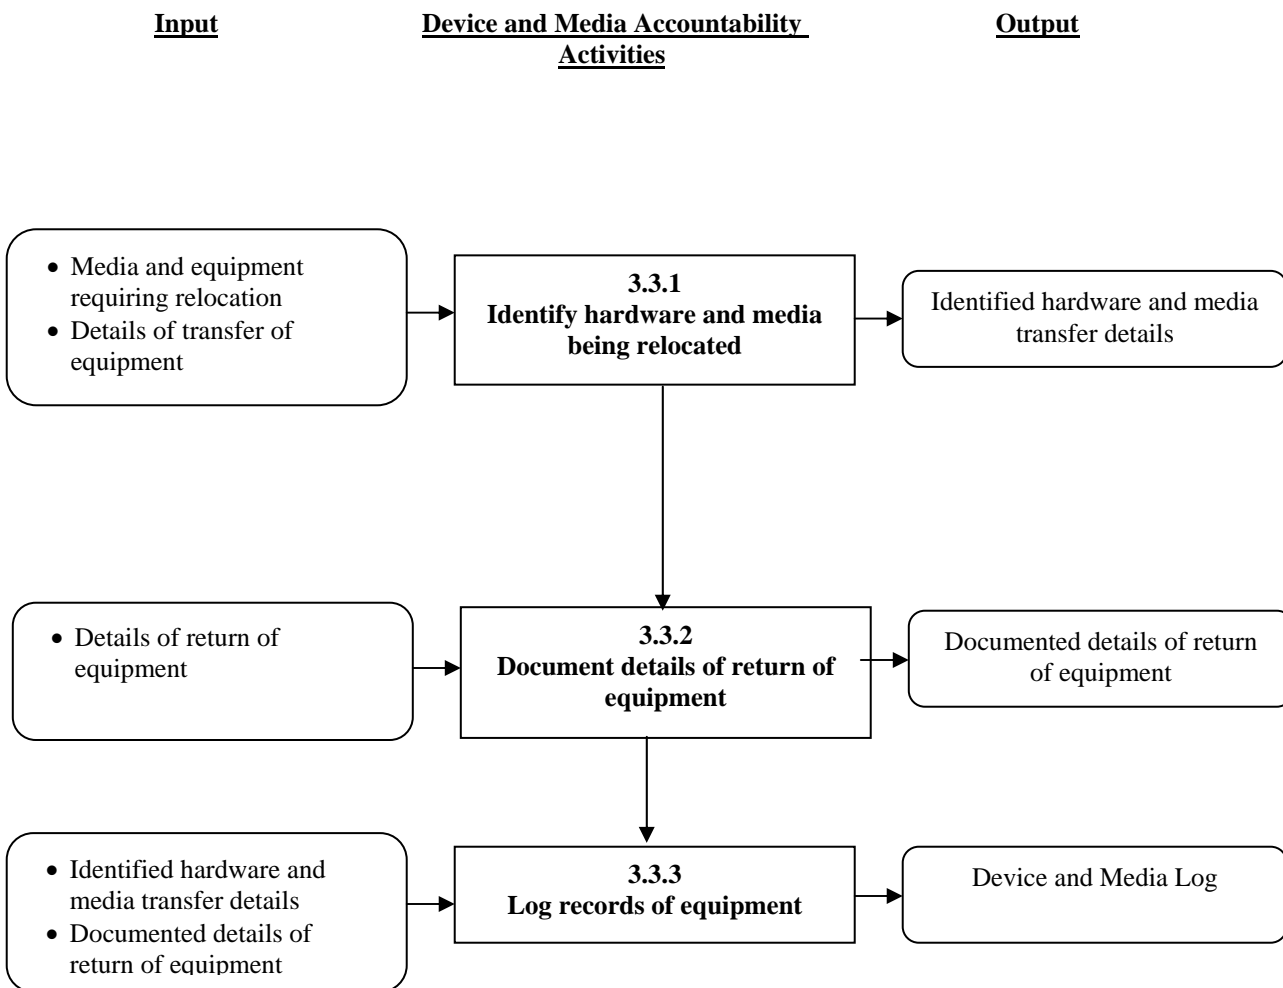 Input
Device and Media Accountability
Activities
Output
• Media and equipment
requiring relocation
• Details of transfer of
equipment
3.3.1
Identify hardware and media
being relocated
Identified hardware and media
transfer details
• Details of return of
equipment
3.3.2
Document details of return of
equipment
Documented details of return
of equipment
• Identified hardware and
media transfer details
• Documented details of
return of equipment
3.3.3
Log records of equipment
Device and Media Log